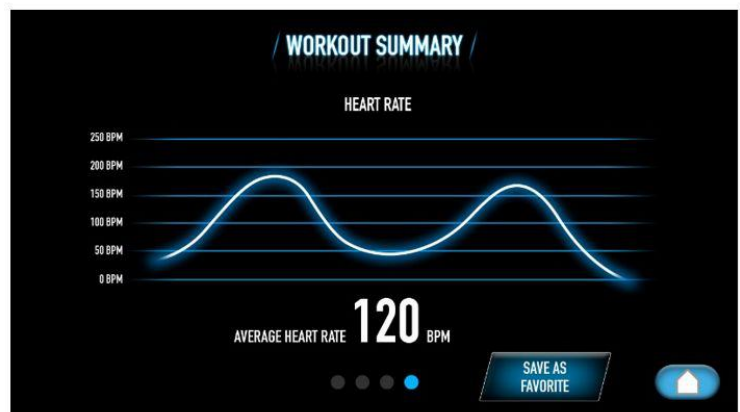 WORKOUT SUMMARY
HEART RATE
250 BPM
200 BPM
150 BPM
100 BPM
50 BPM
0 BPM
AVERAGE HEART RATE 120 BPM
SAVE AS
FAVORITE